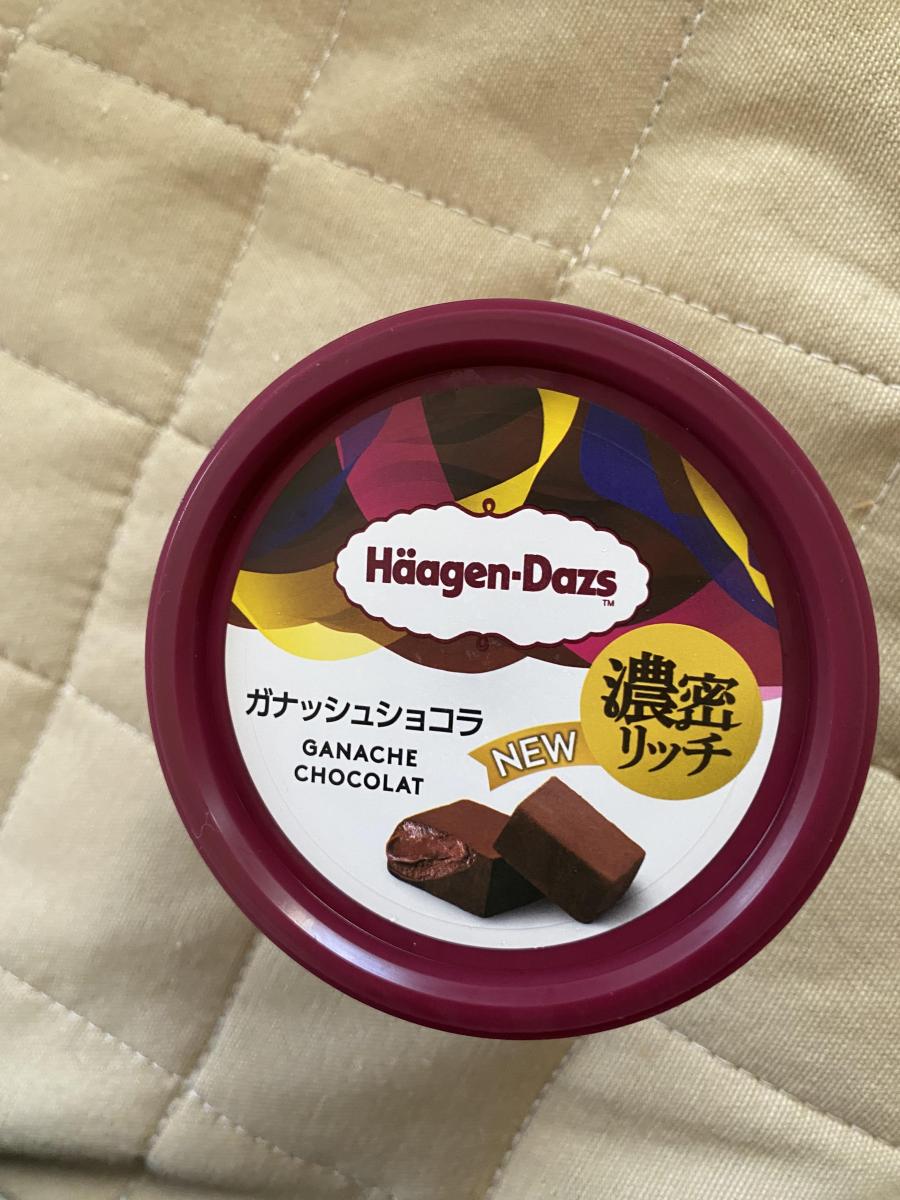 Häagen-Dazs
TM
ガナッシュショコラ
GANACHE
CHOCOLAT
NEW
濃密
リッチ